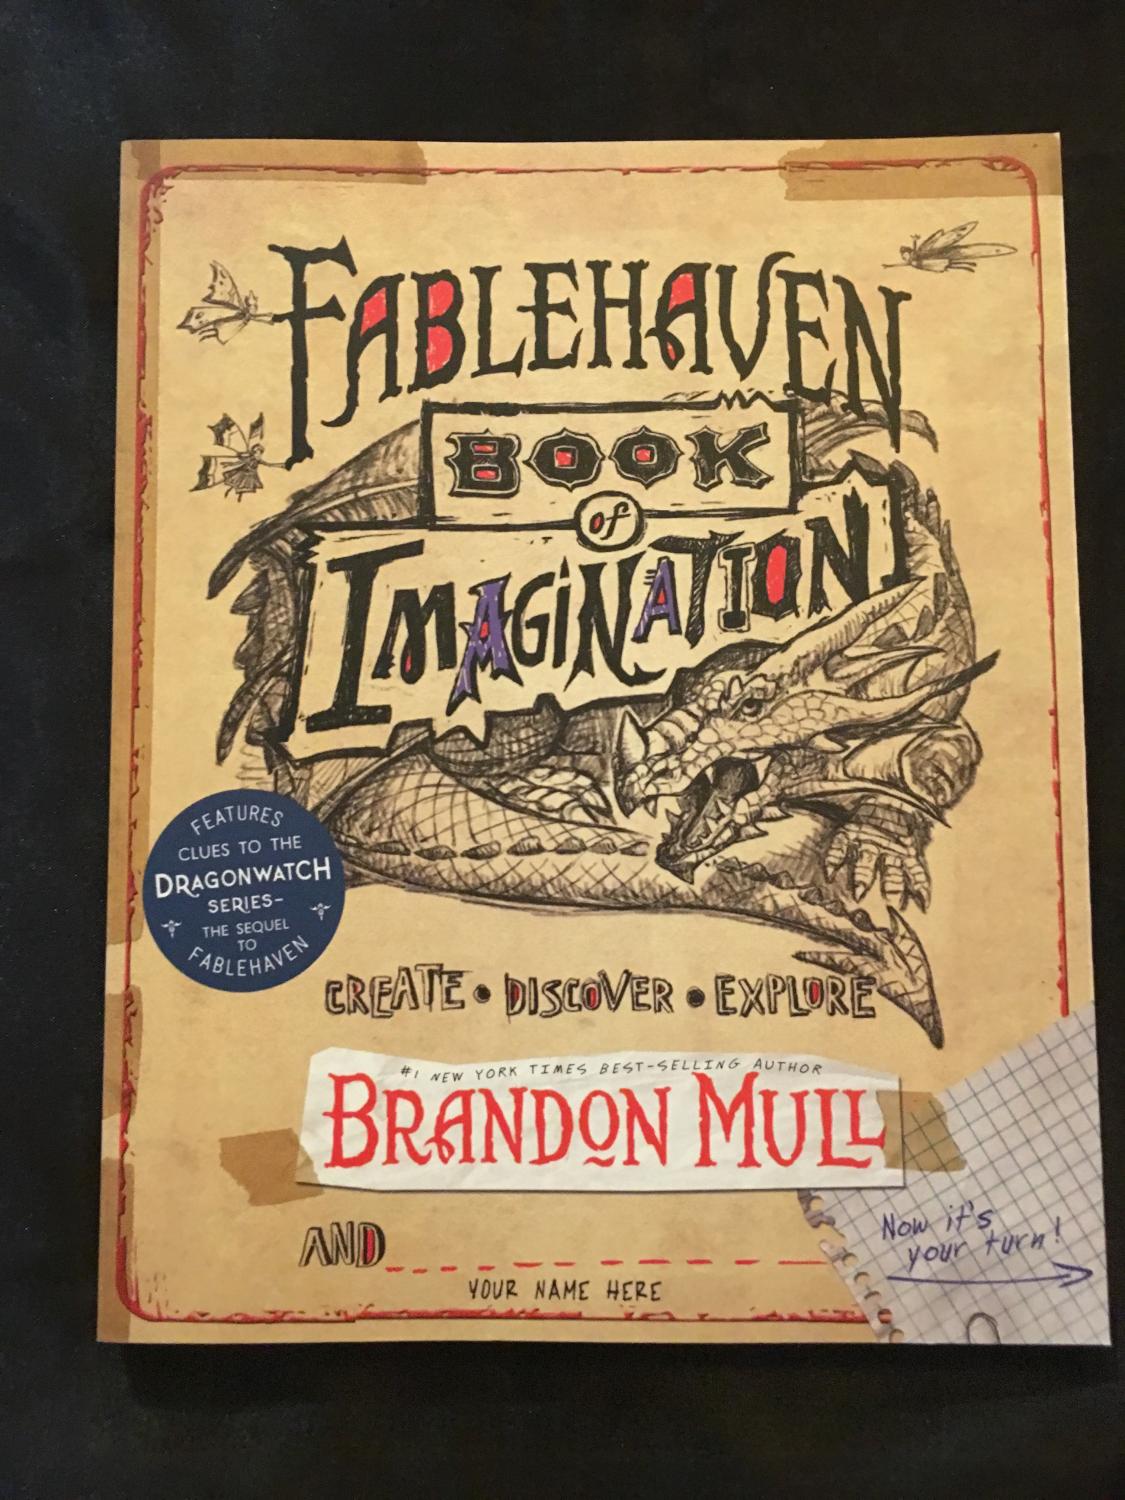 FABLEHAVEN
BOOK
of
IMAGINATION
FEATURES
CLUES TO THE
DRAGONWATCH
SERIES-
THE SEQUEL
TO
FABLEHAVEN
CREATE • DISCOVER • EXPLORE
#1 NEW YORK TIMES BEST-SELLING AUTHOR
BRANDON MULL
AND
YOUR NAME HERE
Now it's
your turn!